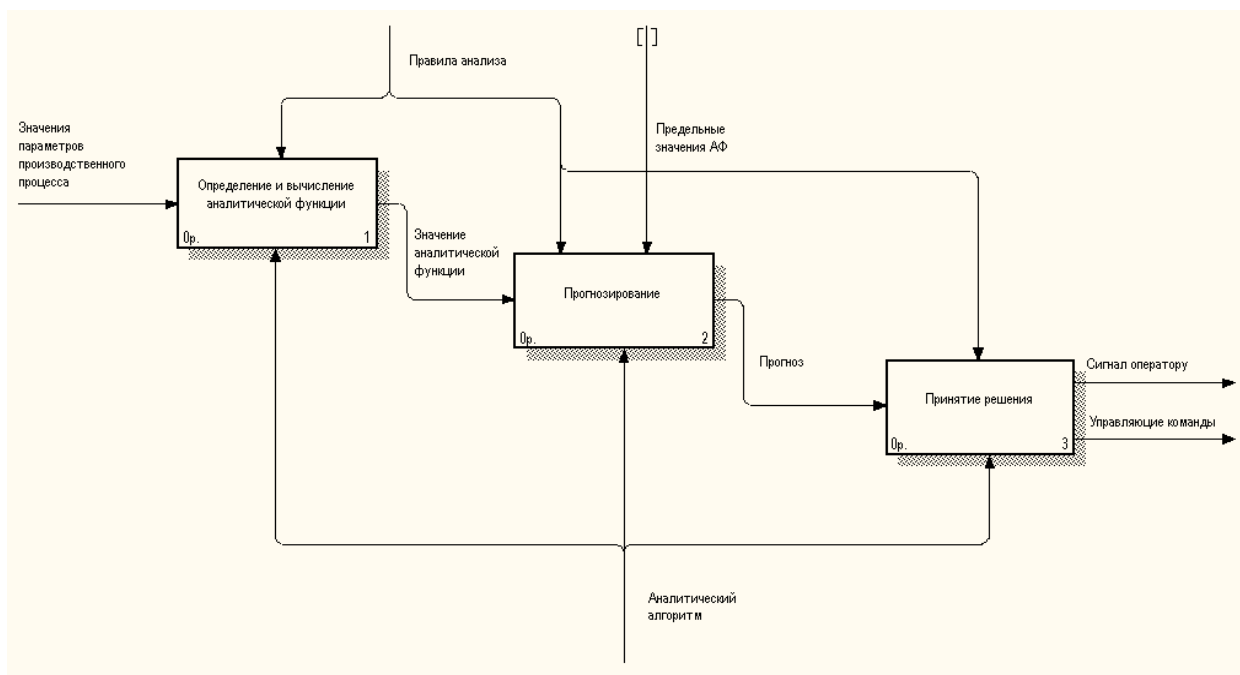 Правила анализа
Значения
параметров
производственного
процесса
Предельные
значения АФ
Определение и вычисление
аналитической функции
0р.
1
Значение
аналитической
функции
Прогнозирование
0р.
2
Прогноз
Принятие решения
0р.
3
Сигнал оператору
Управляющие команды
Аналитический
алгоритм